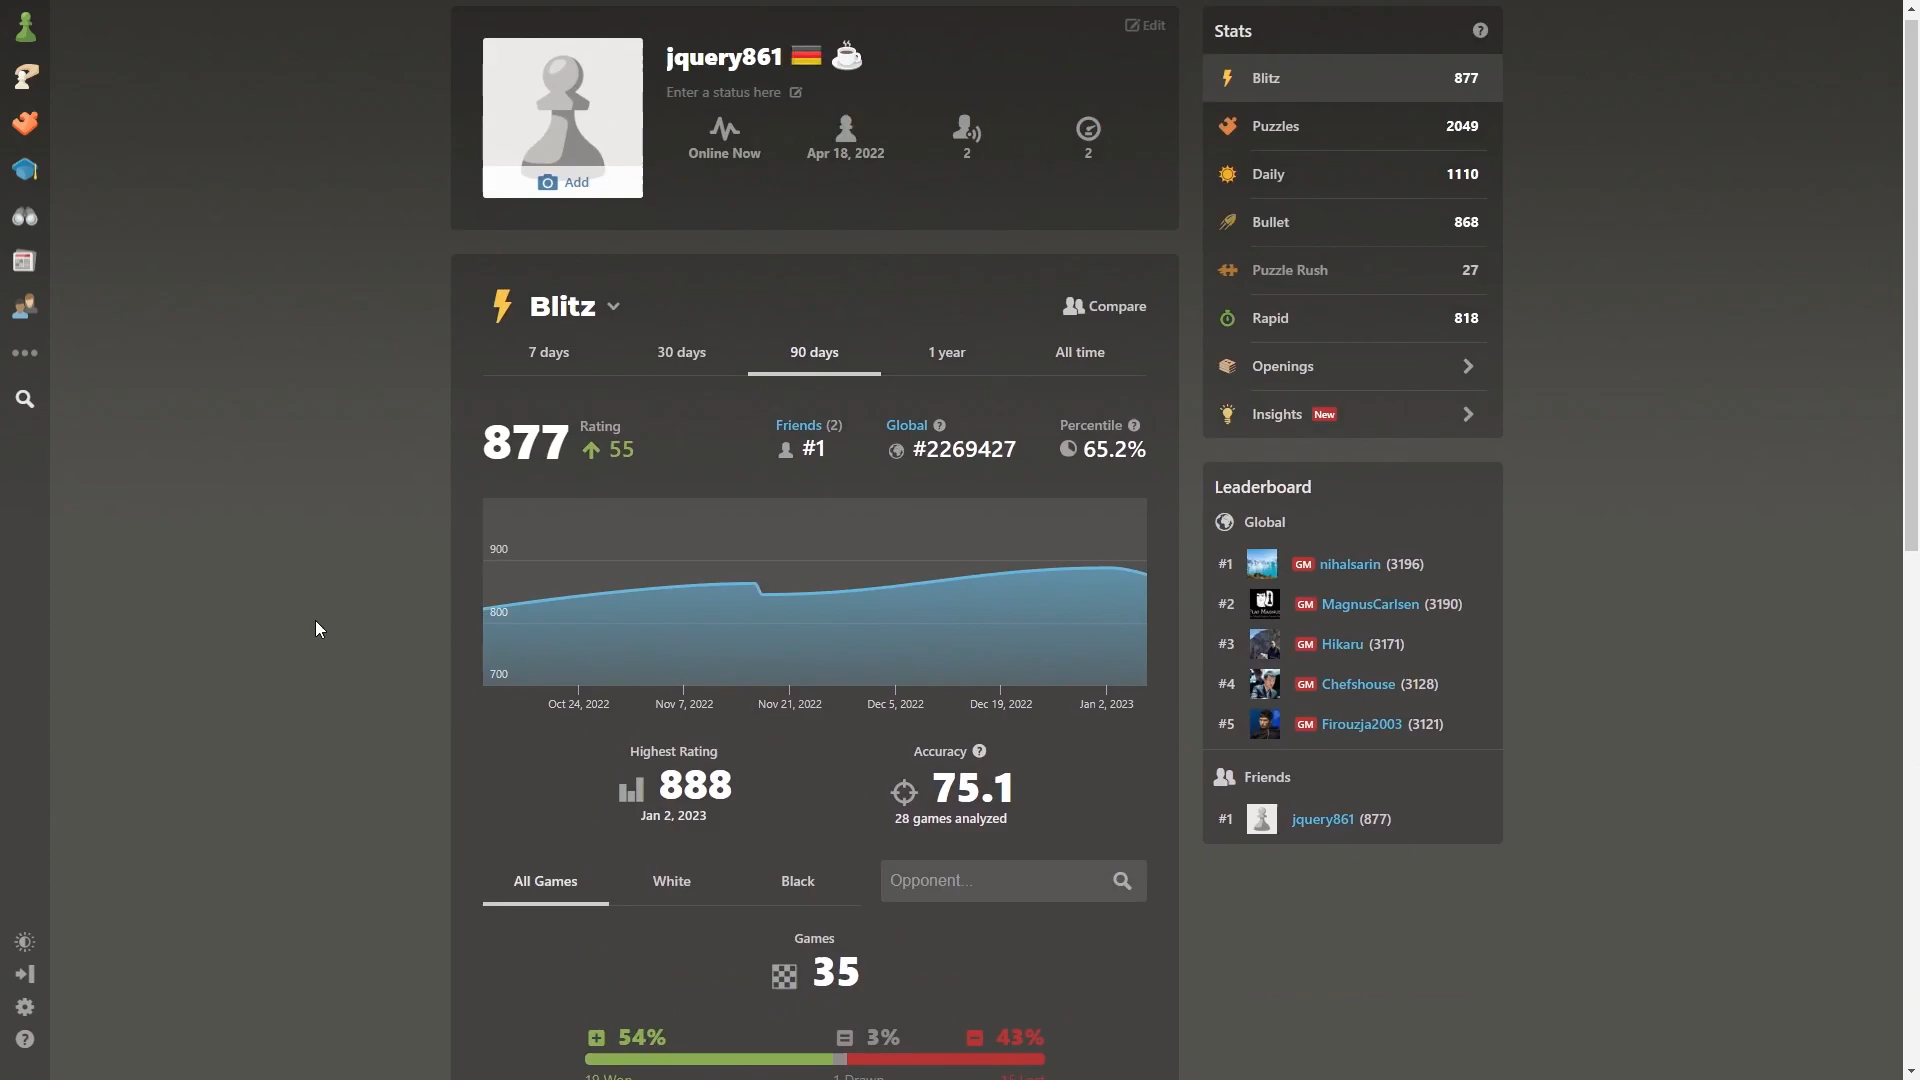 Edit
jquery861
Enter a status here
Online Now
Apr 18, 2022
2
2
Add
Blitz
Compare
7 days
30 days
90 days
1 year
All time
877
Rating
55
Friends (2)
#1
Global
#2269427
Percentile
65.2%
900
800
700
Oct 24, 2022
Nov 7, 2022
Nov 21, 2022
Dec 5, 2022
Dec 19, 2022
Jan 2, 2023
Highest Rating
888
Jan 2, 2023
Accuracy
75.1
28 games analyzed
All Games
White
Black
Opponent...
Games
35
54%
3%
43%
19 Won
1 Drawn
15 Lost
Stats
Blitz 877
Puzzles 2049
Daily 1110
Bullet 868
Puzzle Rush 27
Rapid 818
Openings
Insights New
Leaderboard
Global
#1 GM nihalsarin (3196)
#2 GM MagnusCarlsen (3190)
#3 GM Hikaru (3171)
#4 GM Chefshouse (3128)
#5 GM Firouzja2003 (3121)
Friends
#1 jquery861 (877)